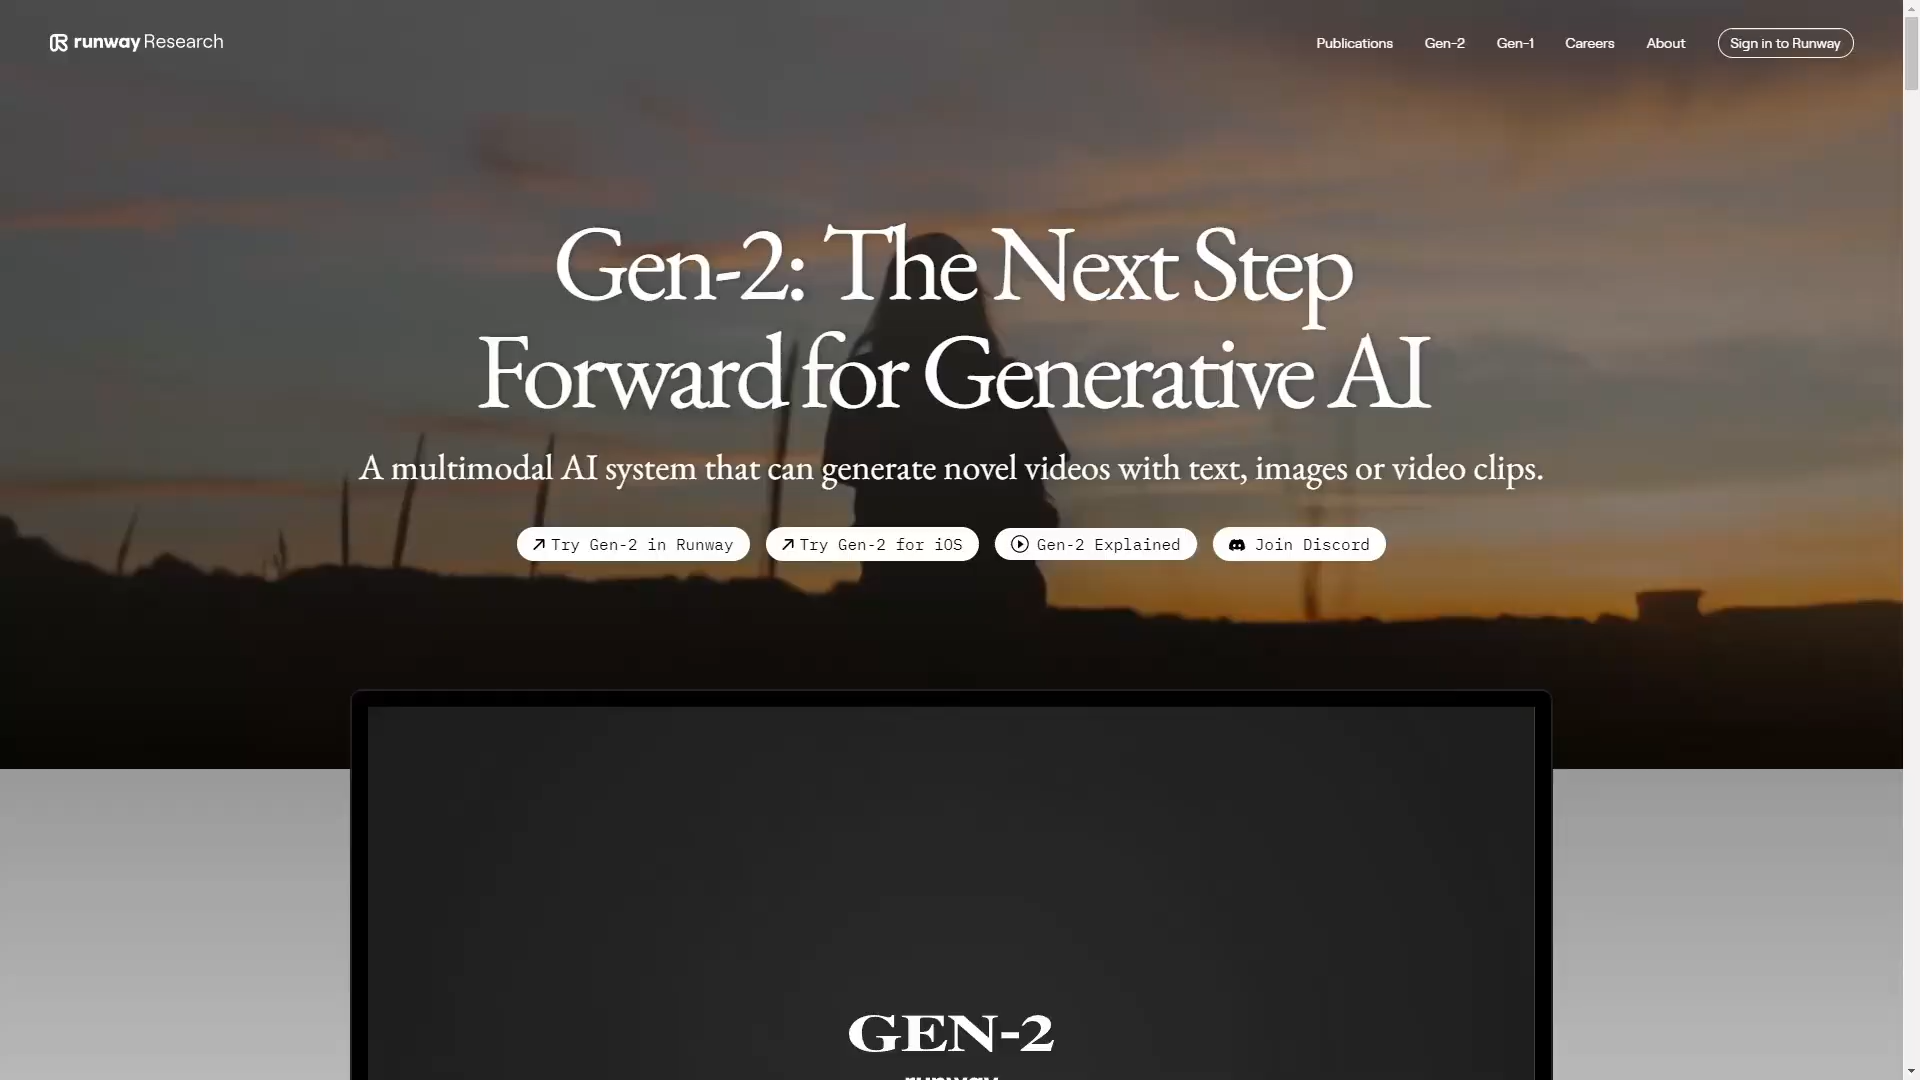 runway Research
Publications
Gen-2
Gen-1
Careers
About
Sign in to Runway
Gen-2: The Next Step
Forward for Generative AI
A multimodal AI system that can generate novel videos with text, images or video clips.
Try Gen-2 in Runway
Try Gen-2 for iOS
Gen-2 Explained
Join Discord
GEN-2
runway